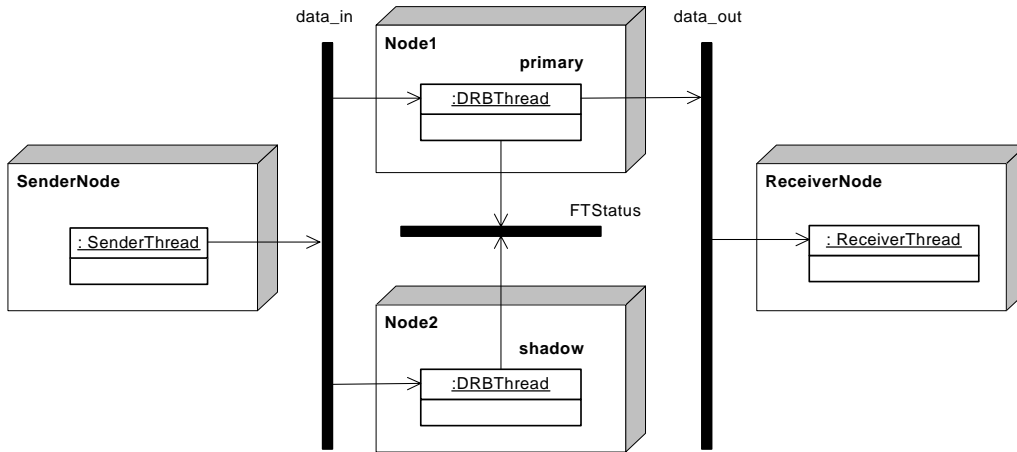 data_in
data_out
Node1
primary
:DRBThread
SenderNode
: SenderThread
FTStatus
ReceiverNode
: ReceiverThread
Node2
shadow
:DRBThread